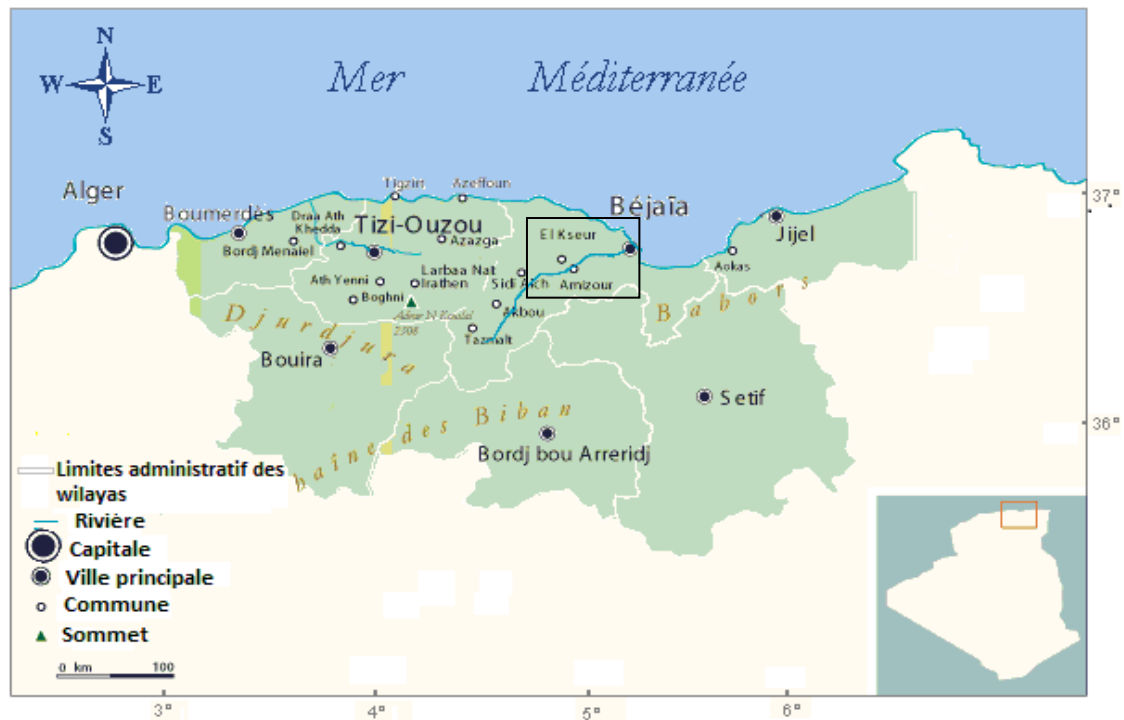 N
W E
S
Mer Méditerranée
Alger
Boumerdès
Tigzirt
Azeffoun
Draa Ath
Khedda
Tizi-Ouzou
Béjaïa
37°
Bordj Menaiel
Azazga
El Kseur
Jijel
Aokas
Ath Yenni
Larbaa Nat
Irathen
Sidi Aich
Amizour
Boghni
Akbou
2308
Tazmalt
Djurdjura
Babors
Bouira
Setif
36°
haîne des Biban
Bordj bou Arreridj
Limites administratif des
wilayas
Rivière
Capitale
Ville principale
Commune
Sommet
0 km 100
3° 4° 5° 6°